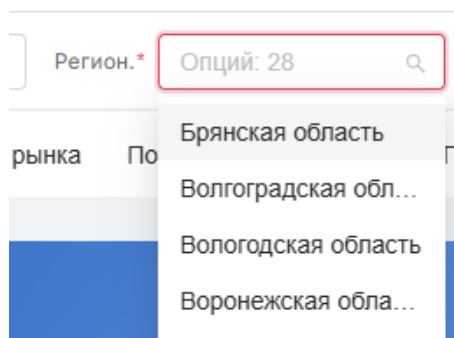 Регион.* Опций: 28
Брянская область
рынка По
Волгоградская обл...
Вологодская область
Воронежская обла...